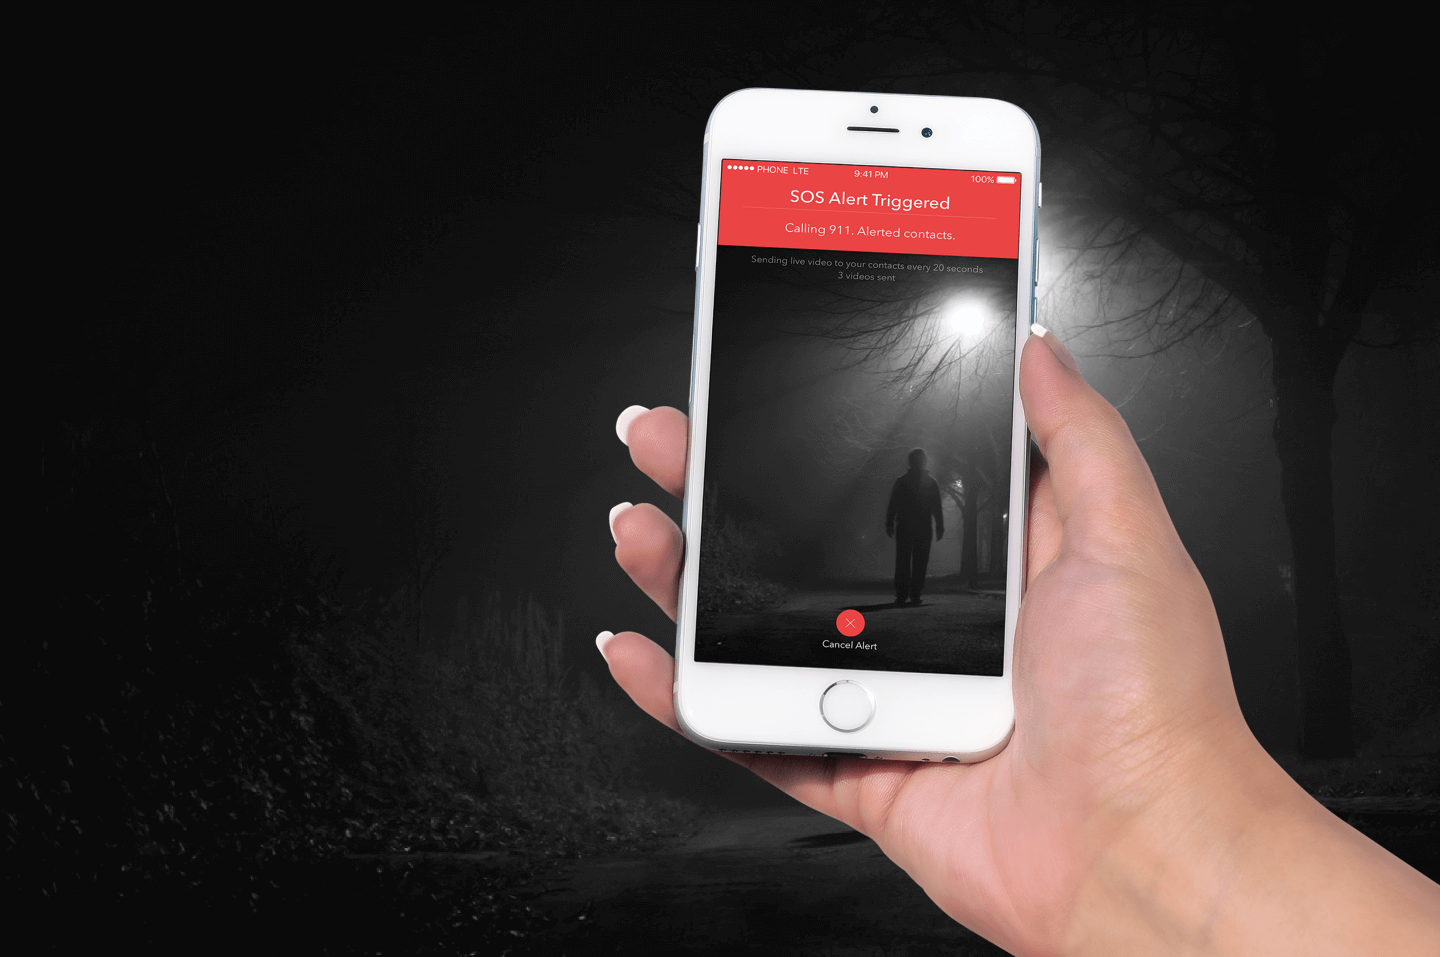 PHONE LTE 9:41 PM 100%
SOS Alert Triggered
Calling 911. Alerted contacts.
Sending live video to your contacts every 20 seconds
3 videos sent
Cancel Alert